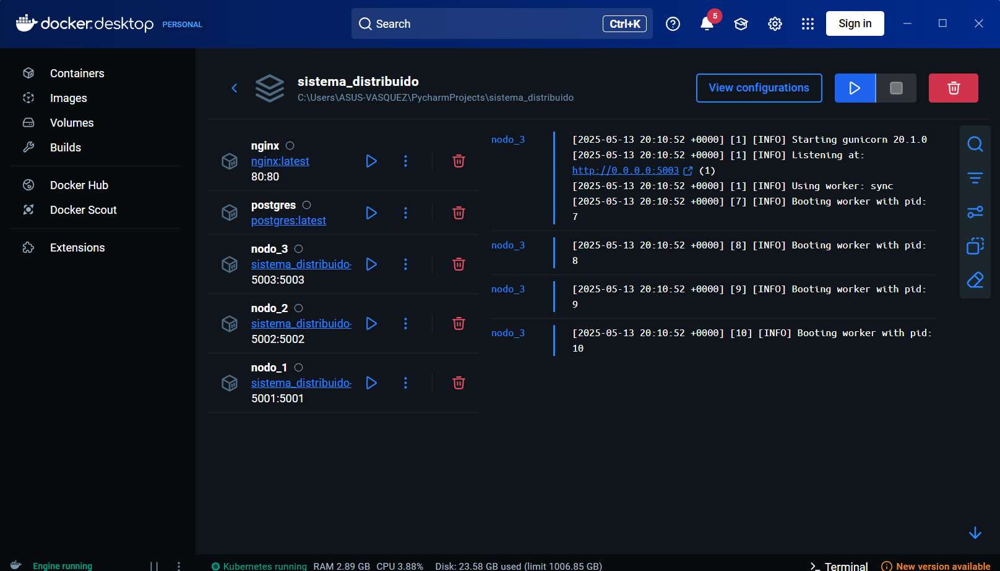 docker.desktop PERSONAL
Search
Ctrl+K
5
Sign in
Containers
Images
Volumes
Builds
Docker Hub
Docker Scout
Extensions
sistema_distribuido
C:\Users\ASUS-VASQUEZ\PycharmProjects\sistema_distribuido
View configurations
nginx
nginx:latest
80:80
postgres
postgres:latest
nodo_3
sistema_distribuido-
5003:5003
nodo_2
sistema_distribuido-
5002:5002
nodo_1
sistema_distribuido-
5001:5001
nodo_3
[2025-05-13 20:10:52 +0000] [1] [INFO] Starting gunicorn 20.1.0
[2025-05-13 20:10:52 +0000] [1] [INFO] Listening at:
http://0.0.0.0:5003 (1)
[2025-05-13 20:10:52 +0000] [1] [INFO] Using worker: sync
[2025-05-13 20:10:52 +0000] [7] [INFO] Booting worker with pid:
7
nodo_3
[2025-05-13 20:10:52 +0000] [8] [INFO] Booting worker with pid:
8
nodo_3
[2025-05-13 20:10:52 +0000] [9] [INFO] Booting worker with pid:
9
nodo_3
[2025-05-13 20:10:52 +0000] [10] [INFO] Booting worker with pid:
10
Engine running
Kubernetes running
RAM 2.89 GB CPU 3.88%
Disk: 23.58 GB used (limit 1006.85 GB)
Terminal
New version available